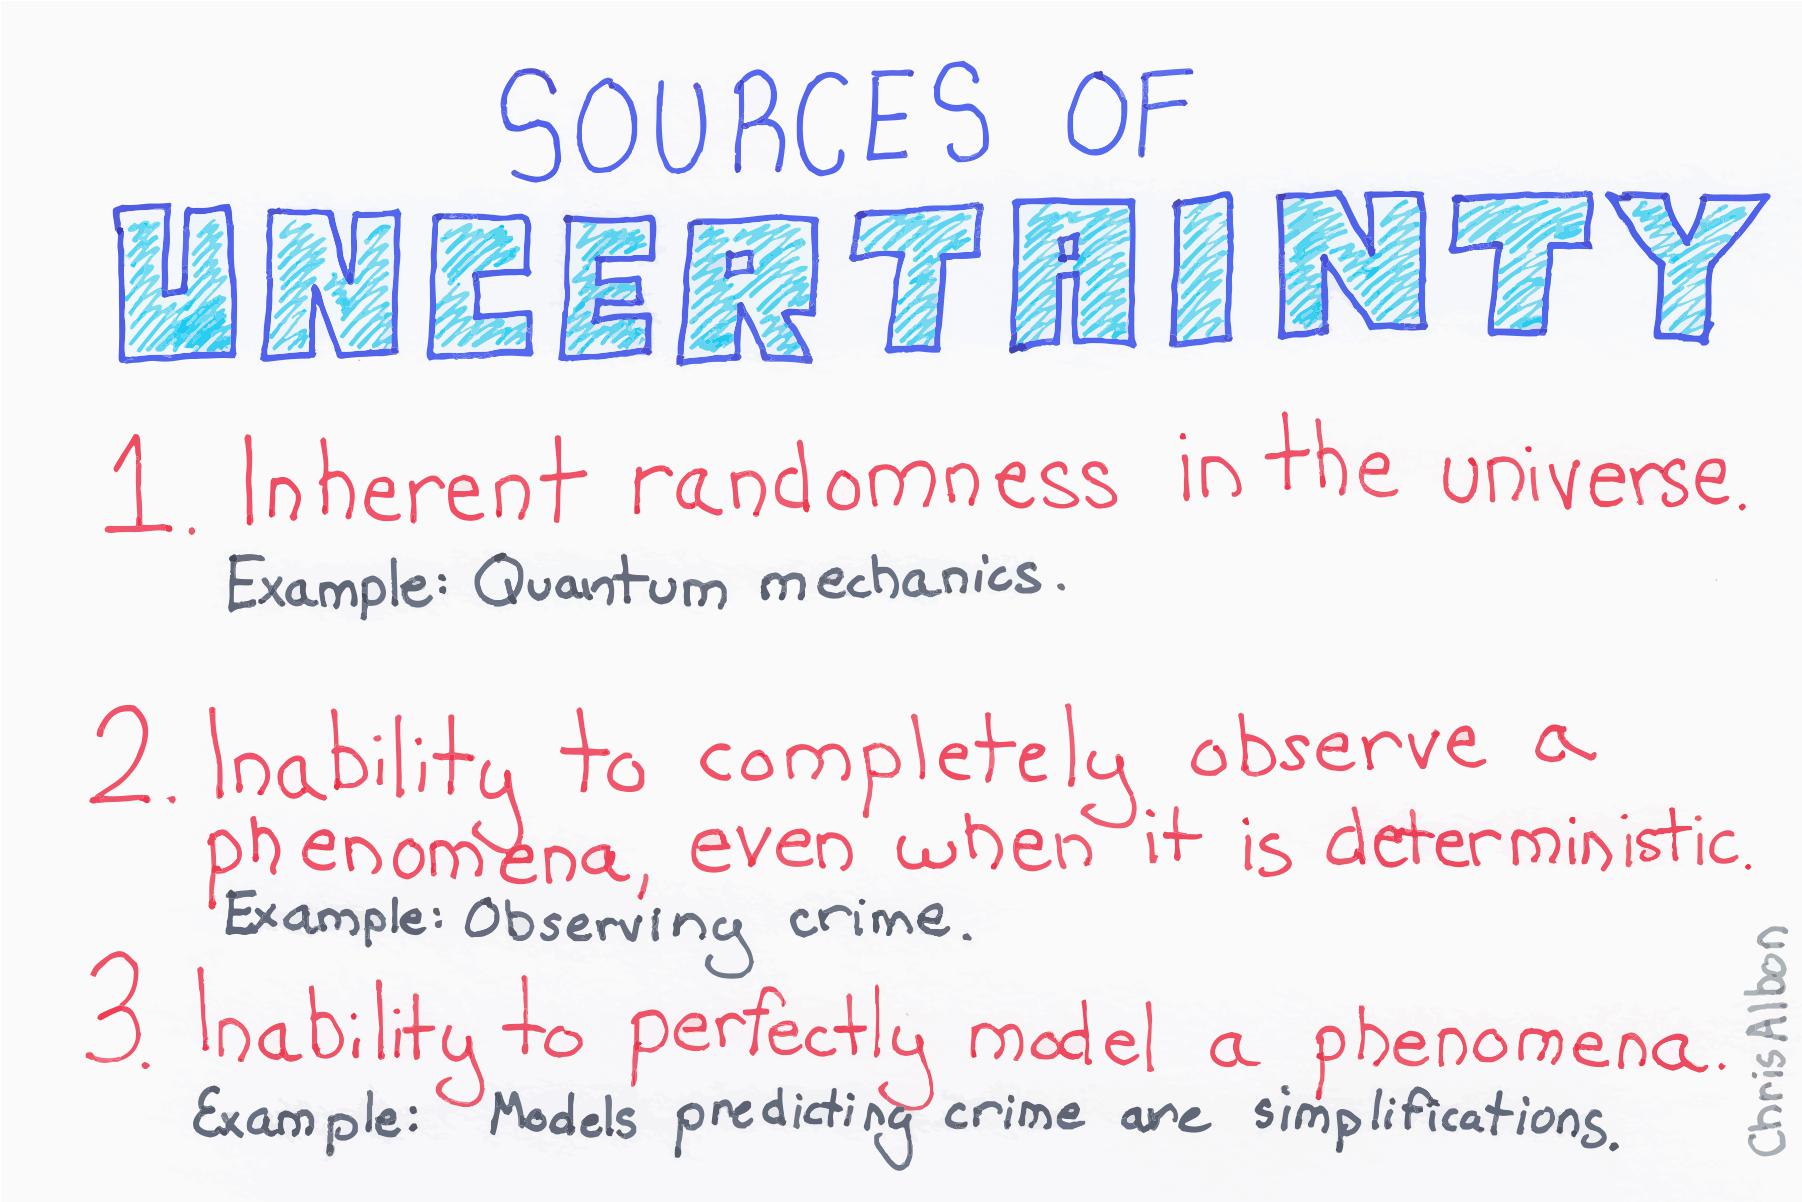 SOURCES OF
UNCERTAINTY
1. Inherent randomness in the universe.
Example: Quantum mechanics.
2. Inability to completely observe a
phenomena, even when it is deterministic.
Example: Observing crime.
3. Inability to perfectly model a phenomena.
Example: Models predicting crime are simplifications.
Chris Albon